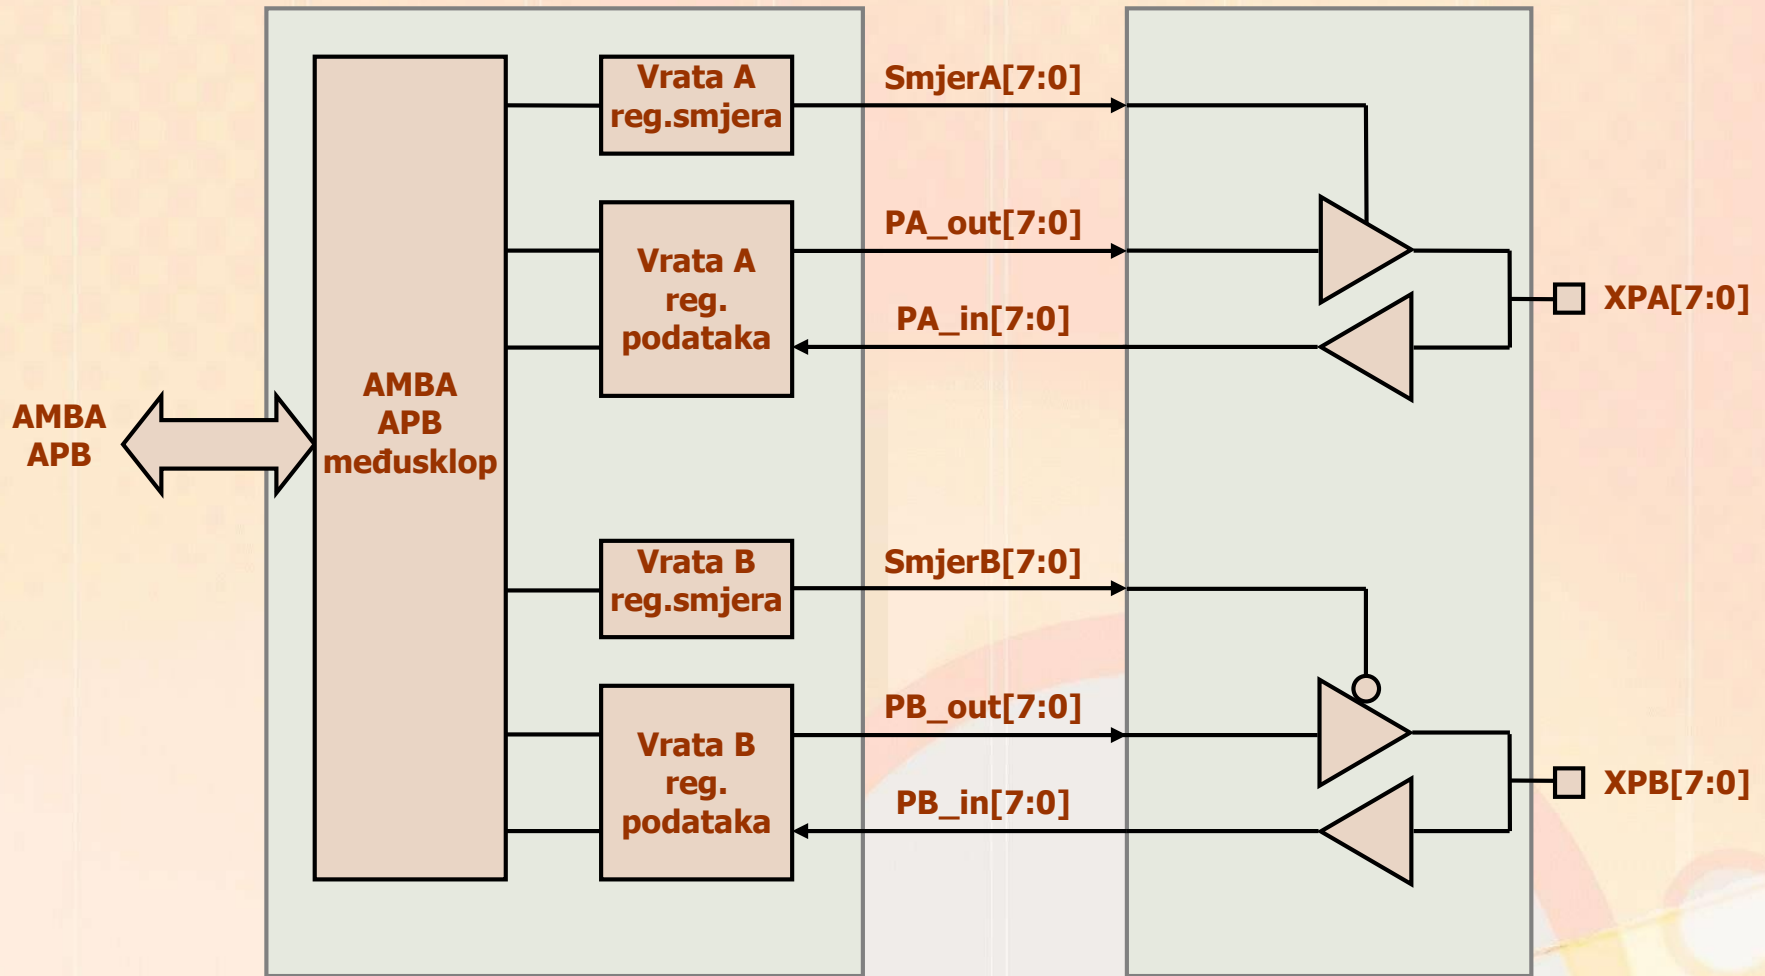 AMBA
APB
AMBA
APB
međusklop
Vrata A
reg.smjera
SmjerA[7:0]
Vrata A
reg.
podataka
PA_out[7:0]
PA_in[7:0]
XPA[7:0]
Vrata B
reg.smjera
SmjerB[7:0]
Vrata B
reg.
podataka
PB_out[7:0]
PB_in[7:0]
XPB[7:0]